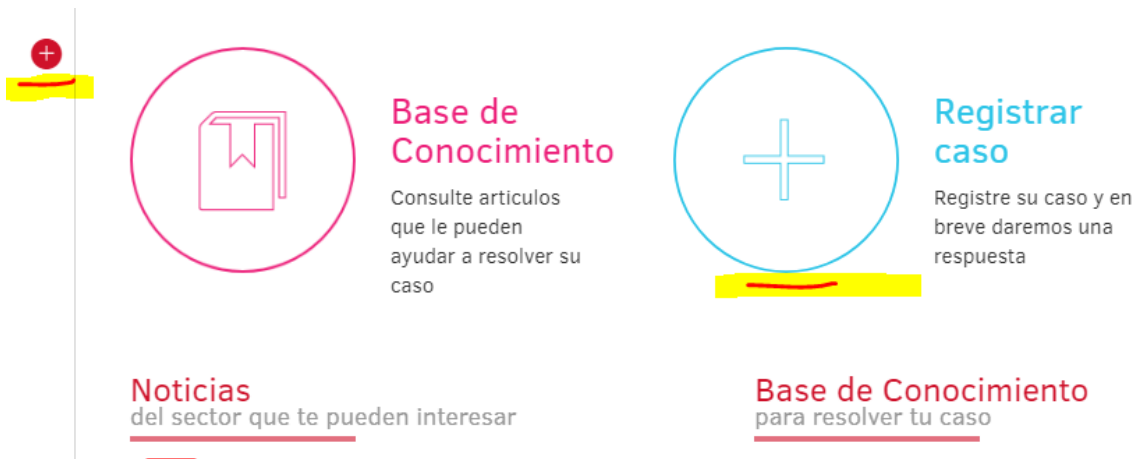 Base de
Conocimiento
Consulte articulos
que le pueden
ayudar a resolver su
caso
Registrar
caso
Registre su caso y en
breve daremos una
respuesta
Noticias
del sector que te pueden interesar
Base de Conocimiento
para resolver tu caso